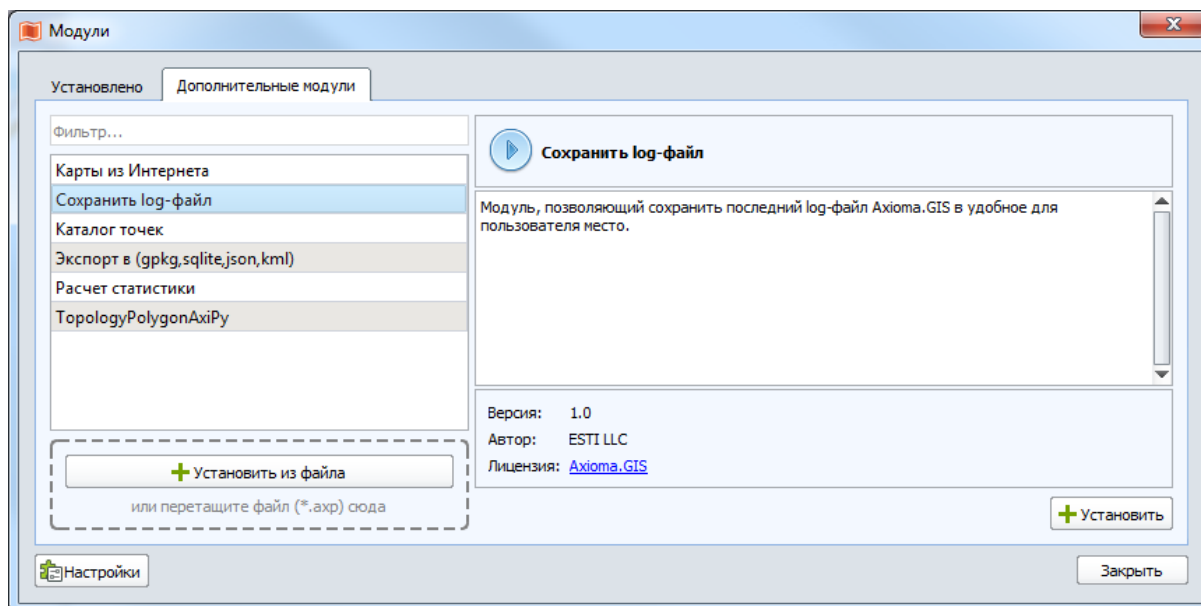 Модули
Установлено
Дополнительные модули
Фильтр...
Карты из Интернета
Сохранить log-файл
Каталог точек
Экспорт в (gpkg,sqlite,json,kml)
Расчет статистики
TopologyPolygonAxiPy
Установить из файла
или перетащите файл (*.axp) сюда
Сохранить log-файл
Модуль, позволяющий сохранить последний log-файл Axioma.GIS в удобное для
пользователя место.
Версия: 1.0
Автор: ESTI LLC
Лицензия: Axioma.GIS
Установить
Настройки
Закрыть